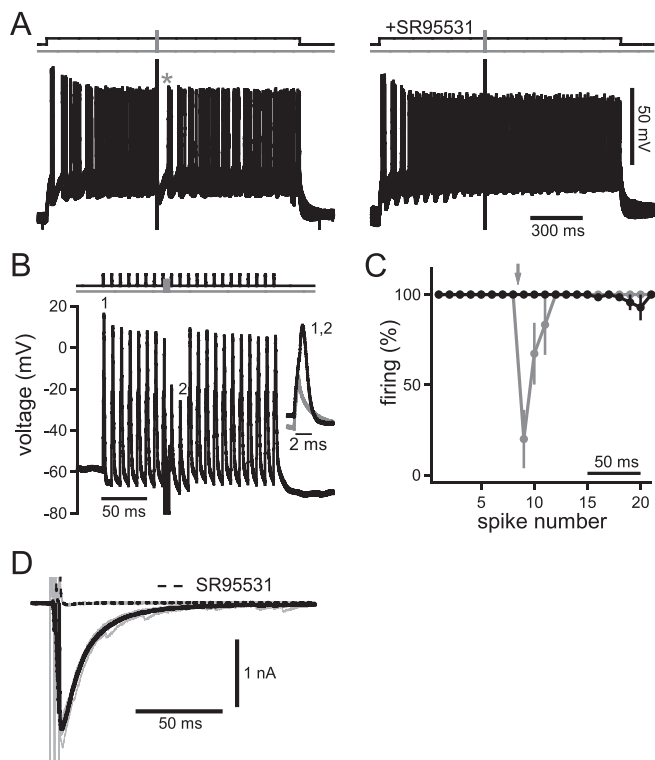 A
+SR95531
*
50 mV
300 ms
B
C
1
1,2
2
2 ms
20
0
-20
-40
-60
-80
voltage (mV)
50 ms
100
50
0
firing (%)
50 ms
5 10 15 20
spike number
D
SR95531
1 nA
50 ms